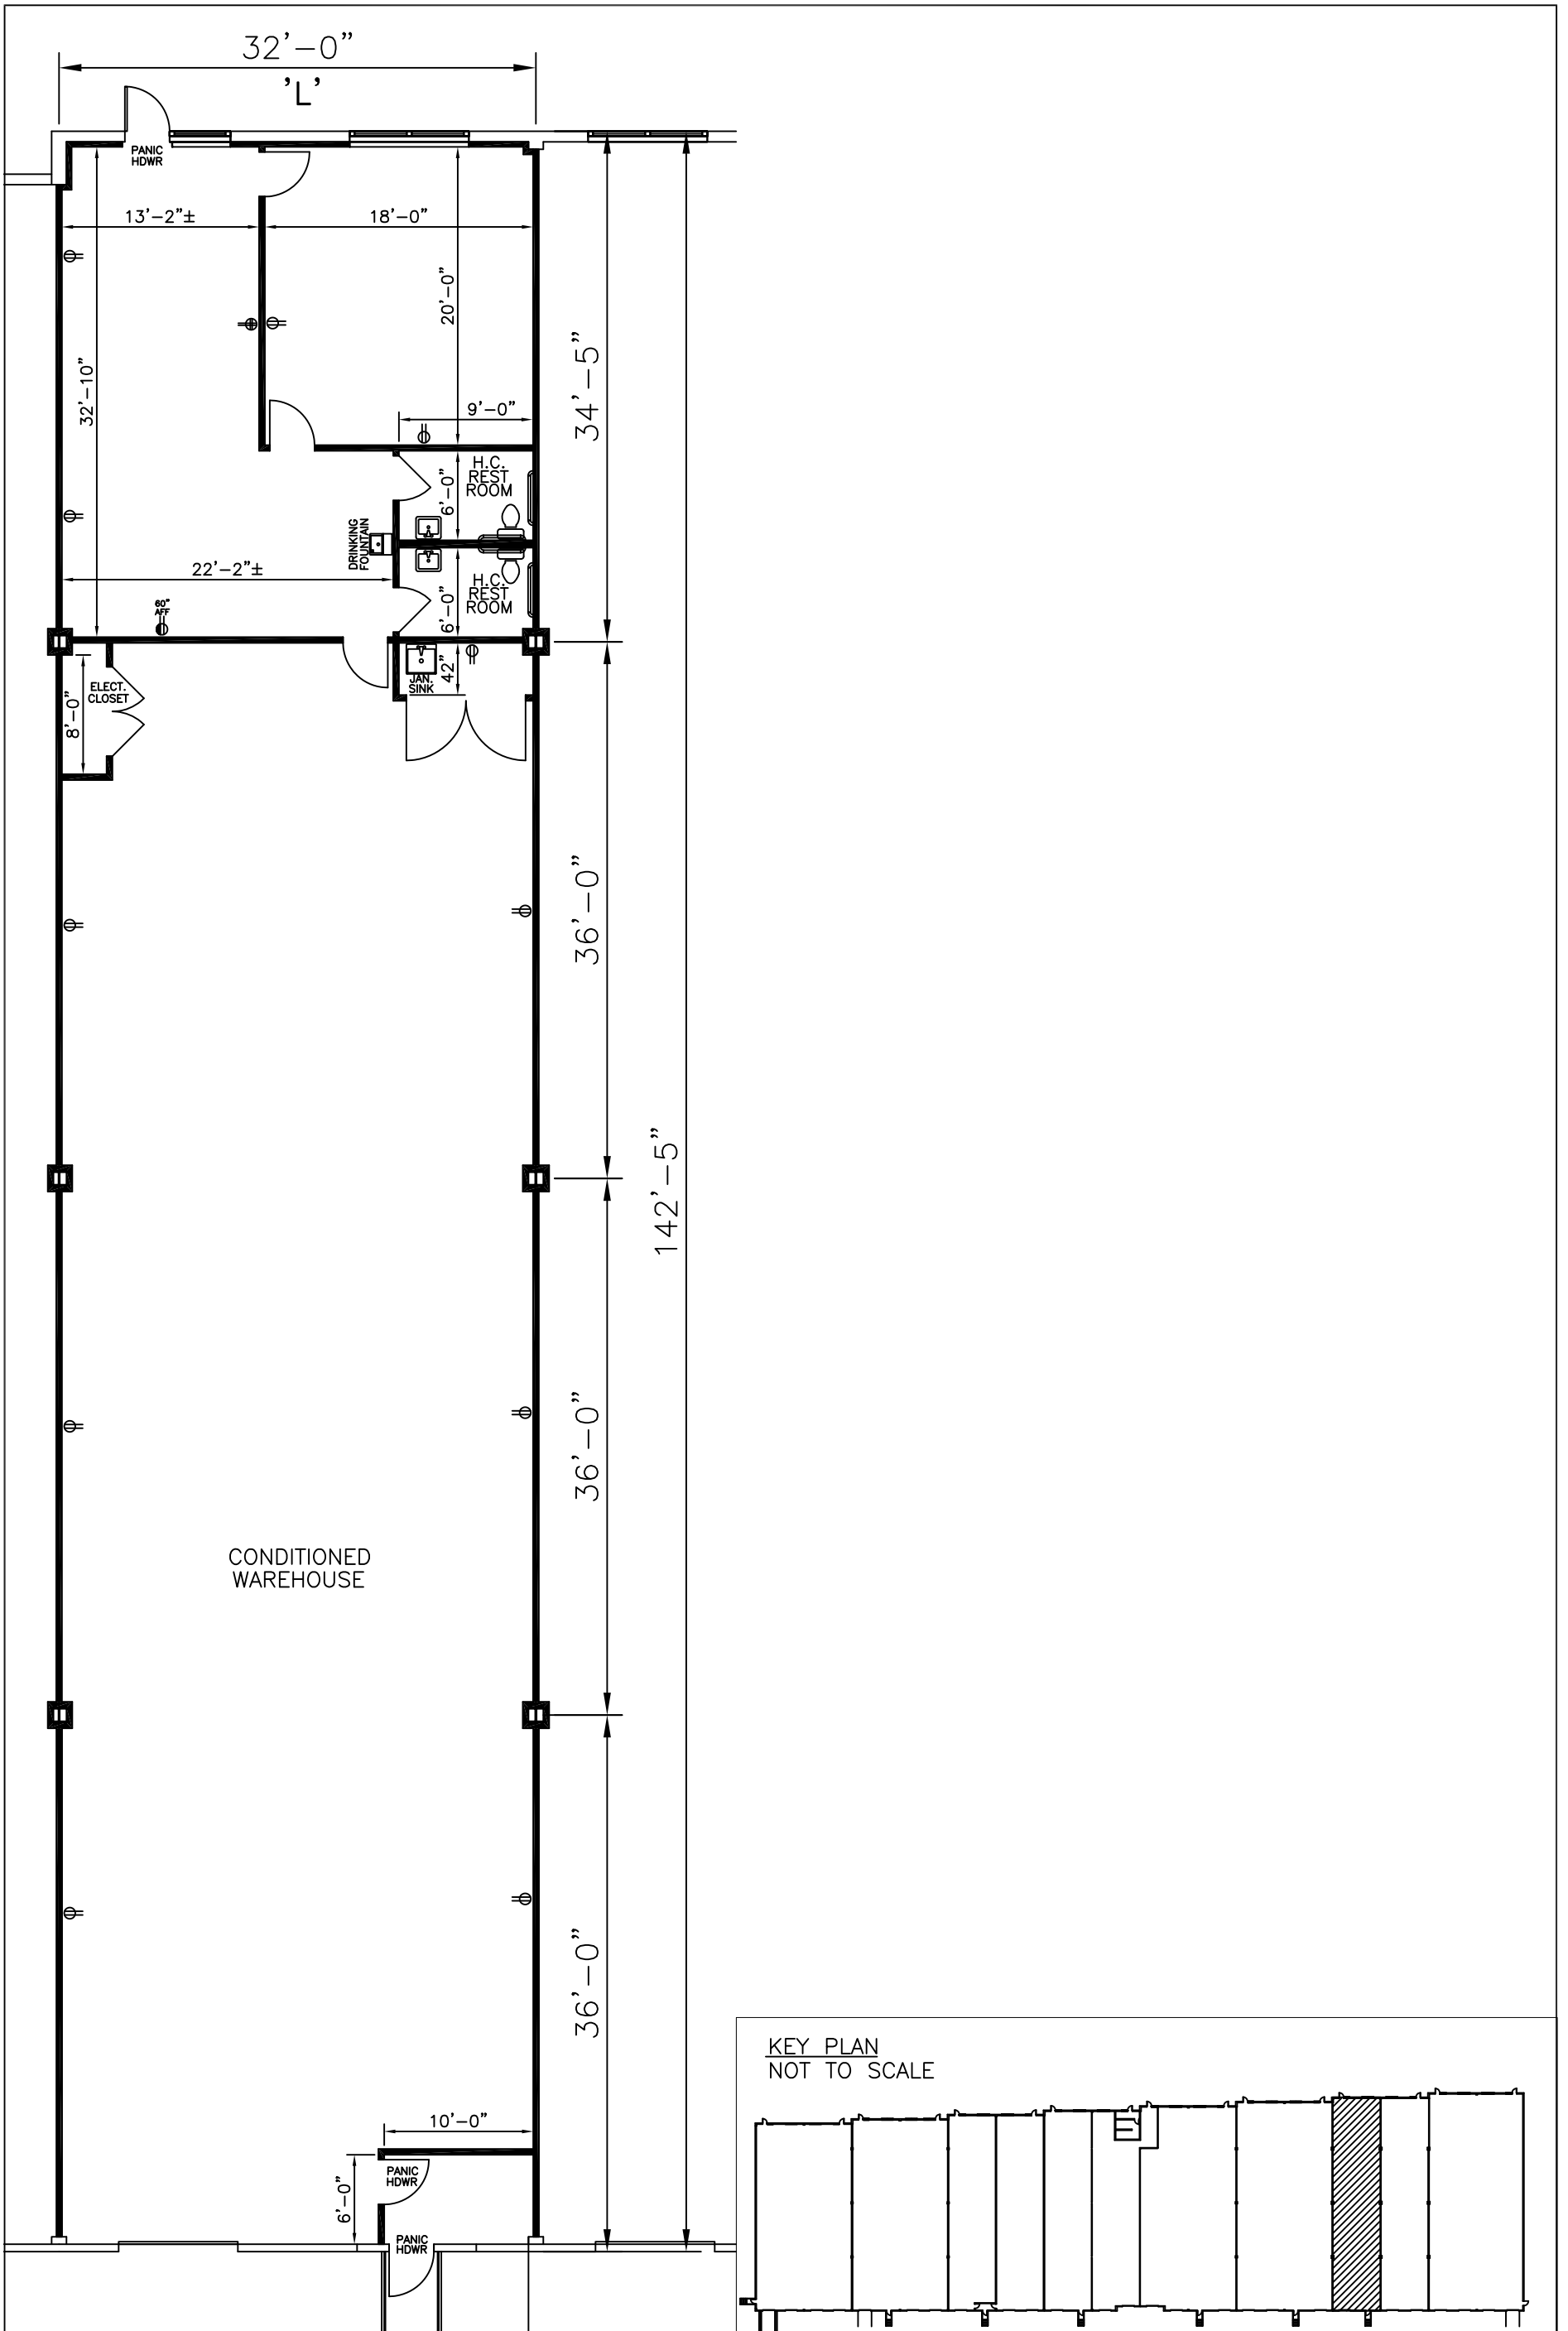 32'-0"
'L'
PANIC
HDWR
13'-2"±
18'-0"
20'-0"
32'-10"
34'-5"
9'-0"
H.C.
REST
ROOM
6'-0"
DRINKING
FOUNTAIN
22'-2"±
H.C.
REST
ROOM
6'-0"
60"
AFF
42"
JAN.
SINK
ELECT.
CLOSET
8'-0"
36'-0"
142'-5"
36'-0"
CONDITIONED
WAREHOUSE
36'-0"
10'-0"
PANIC
HDWR
6'-0"
PANIC
HDWR
KEY PLAN
NOT TO SCALE